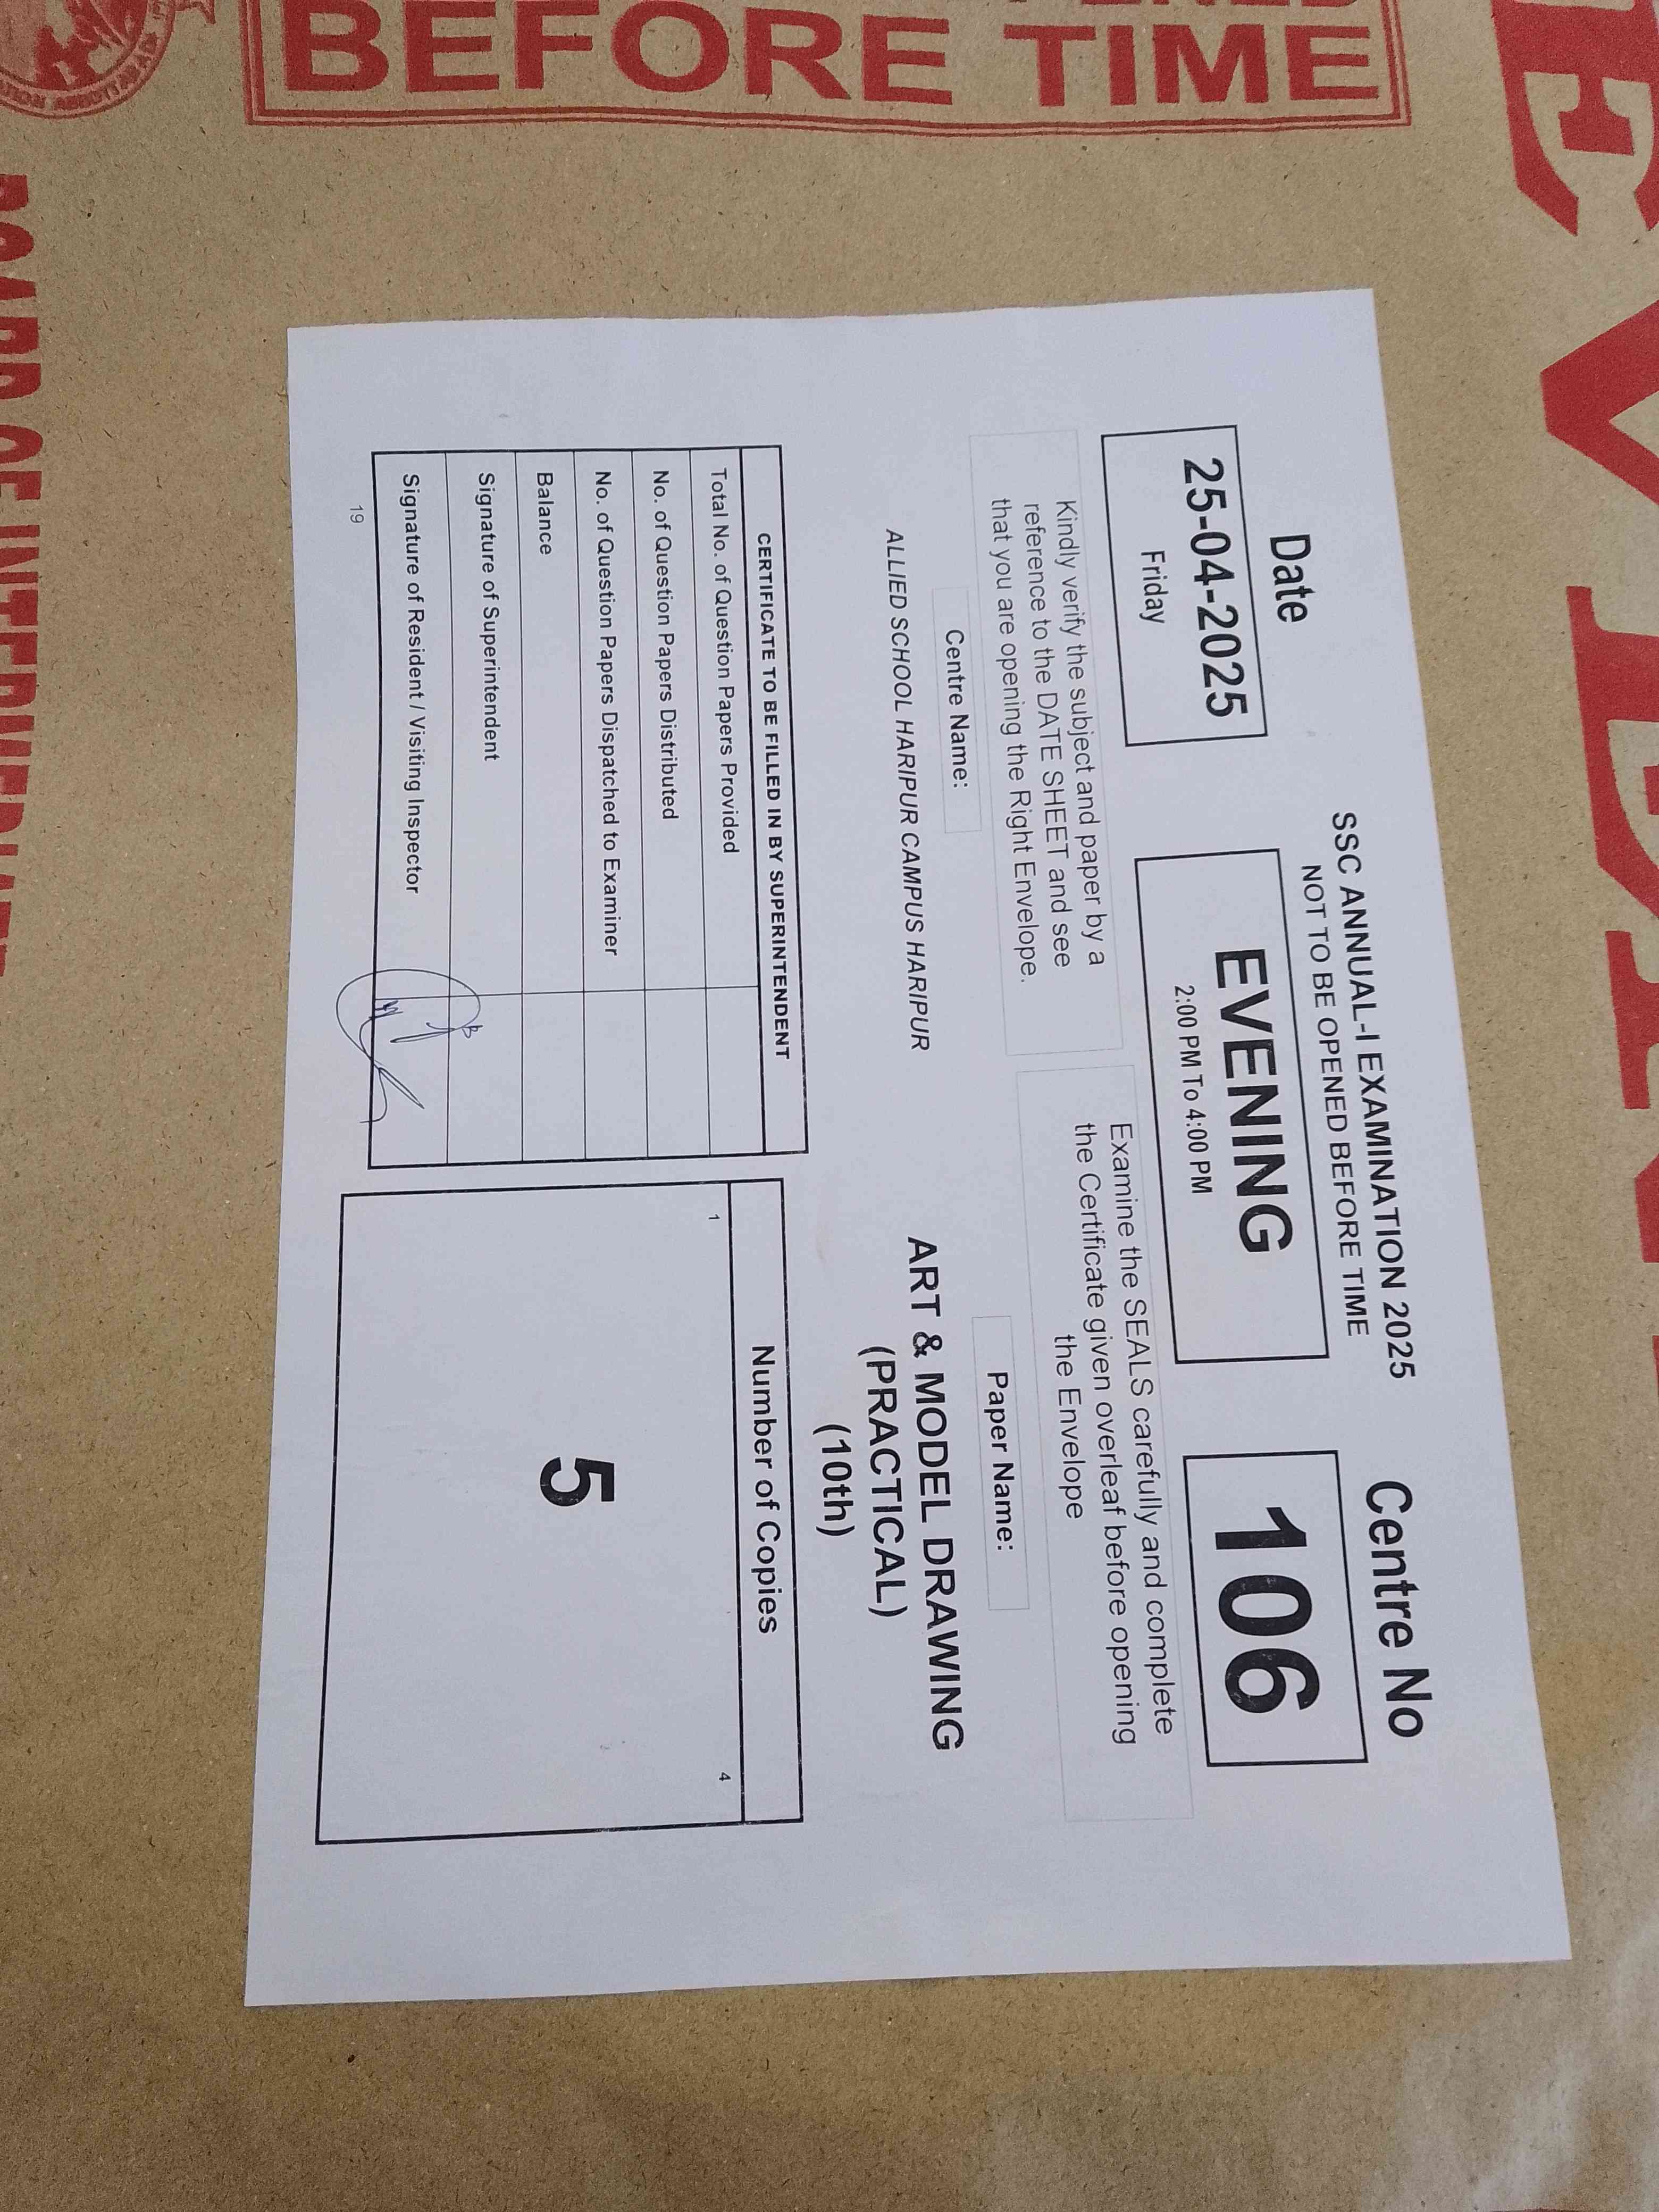 BEFORE TIME
EVENI
BOARD OF INTERMEDIAT
SSC ANNUAL-I EXAMINATION 2025
NOT TO BE OPENED BEFORE TIME
Date
25-04-2025
Friday
EVENING
2:00 PM To 4:00 PM
Centre No
106
Kindly verify the subject and paper by a
reference to the DATE SHEET and see
that you are opening the Right Envelope.
Examine the SEALS carefully and complete
the Certificate given overleaf before opening
the Envelope
Centre Name:
ALLIED SCHOOL HARIPUR CAMPUS HARIPUR
Paper Name:
ART & MODEL DRAWING
(PRACTICAL)
(10th)
CERTIFICATE TO BE FILLED IN BY SUPERINTENDENT
Total No. of Question Papers Provided
No. of Question Papers Distributed
No. of Question Papers Dispatched to Examiner
Balance
Signature of Superintendent
Signature of Resident / Visiting Inspector
19
Number of Copies
1 4
5